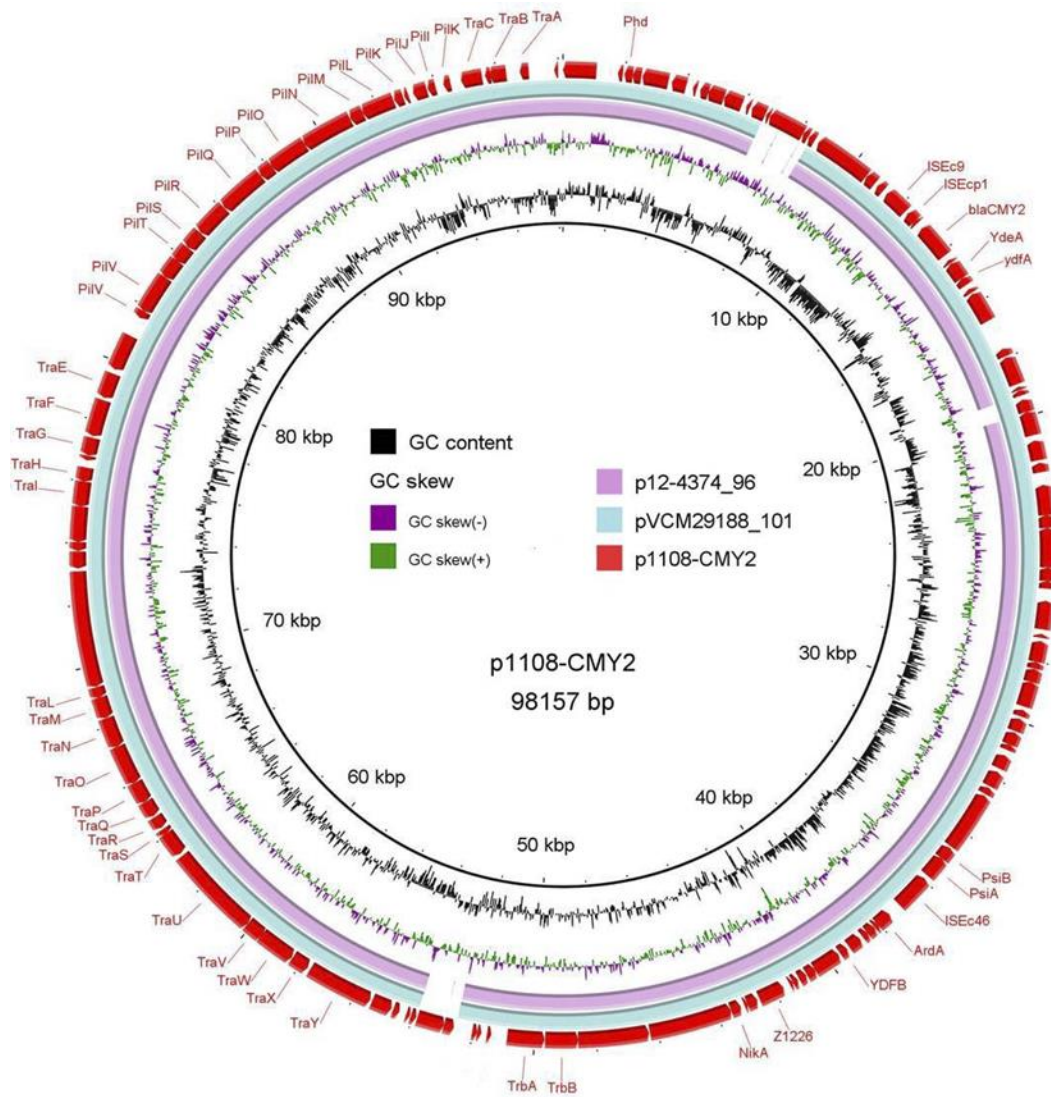 Phd
ISEc9
ISEcp1
blaCMY2
YdeA
ydfA
PsiB
PsiA
ISEc46
ArdA
YDFB
Z1226
NikA
TrbB
TrbA
TraY
TraX
TraW
TraV
TraU
TraT
TraS
TraR
TraQ
TraP
TraO
TraN
TraM
TraL
TraI
TraH
TraG
TraF
TraE
PilV
PilV
PilT
PilS
PilR
PilQ
PilP
PilO
PilN
PilM
PilL
PilK
PilJ
PilI
PilK
TraC
TraB
TraA
10 kbp
20 kbp
30 kbp
40 kbp
50 kbp
60 kbp
70 kbp
80 kbp
90 kbp
GC content
GC skew
GC skew(-)
GC skew(+)
p12-4374_96
pVCM29188_101
p1108-CMY2
p1108-CMY2
98157 bp